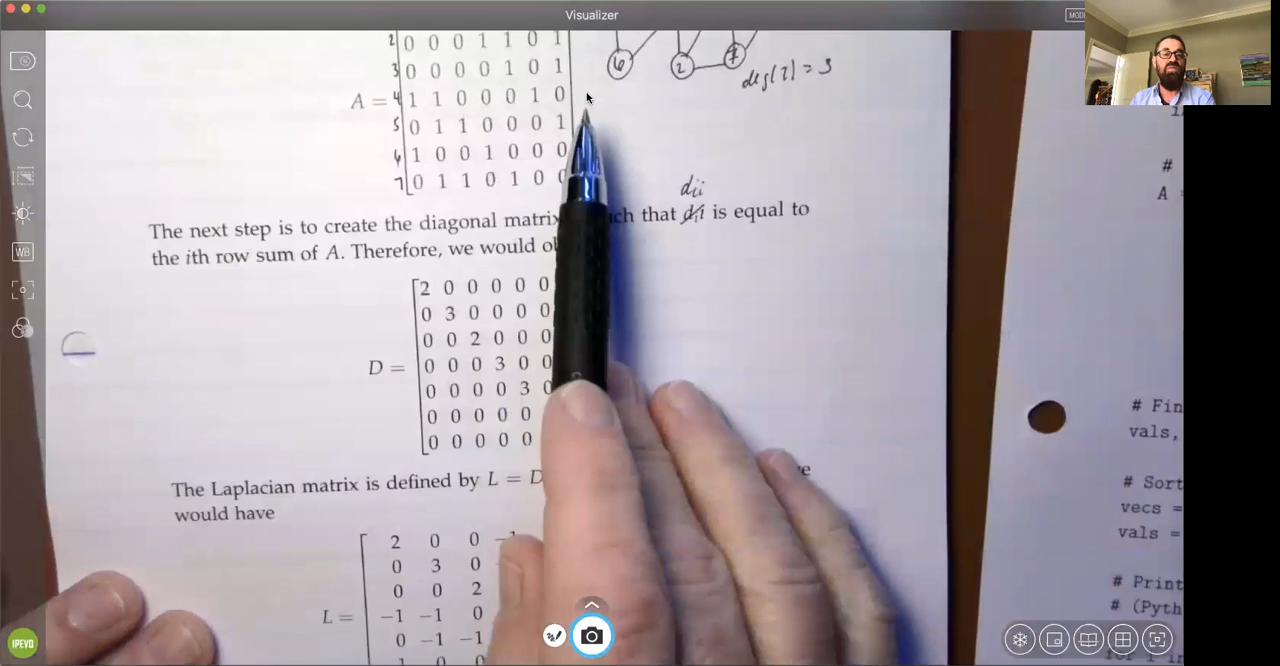 Visualizer
2 0 0 0 1 1 0 1
3 0 0 0 0 1 0 1
A = 4 1 1 0 0 0 1 0
5 0 1 1 0 0 0 1
6 1 0 0 1 0 0 0
7 0 1 1 0 1 0
6 2 7
deg(7) = 3
dii
The next step is to create the diagonal matrix that di is equal to
the ith row sum of A. Therefore, we would
2 0 0 0 0 0
0 3 0 0 0 0
0 0 2 0 0 0
D = 0 0 0 3 0 0
0 0 0 0 3 0
0 0 0 0 0
0 0 0 0 0
The Laplacian matrix is defined by L = D
would have
2 0 0
0 3 0
0 0 2
L = −1 −1 0
0 −1 −1
#
A =
# Fin
vals,
# Sort
vecs =
vals =
# Print
# (Pyth
WB
IPEVO